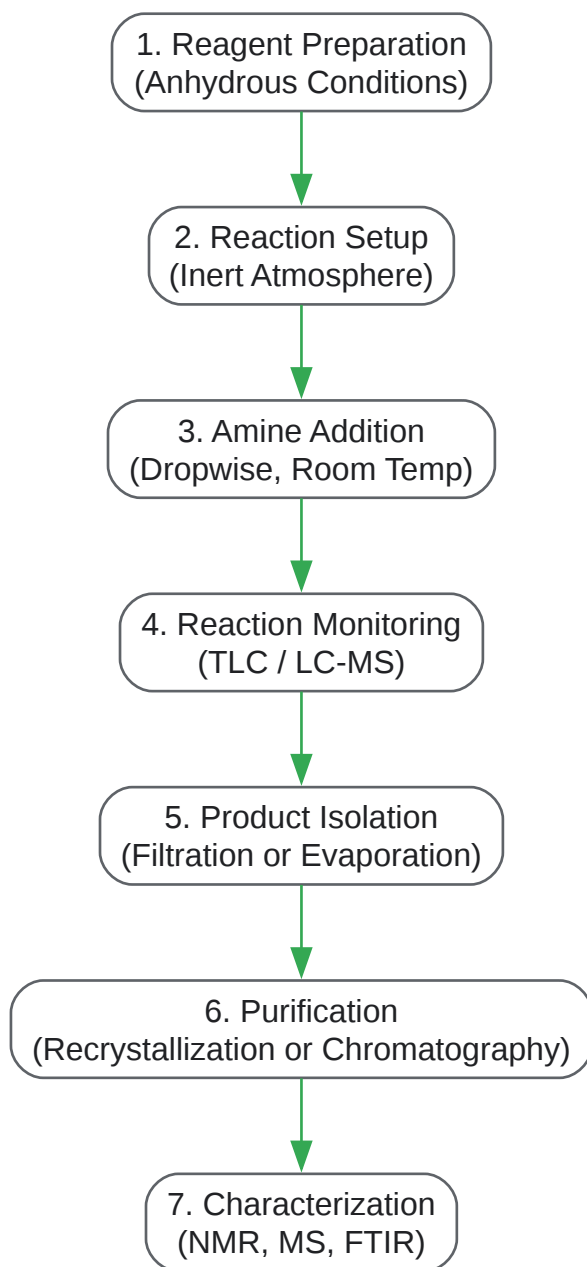 1. Reagent Preparation
(Anhydrous Conditions)
2. Reaction Setup
(Inert Atmosphere)
3. Amine Addition
(Dropwise, Room Temp)
4. Reaction Monitoring
(TLC / LC-MS)
5. Product Isolation
(Filtration or Evaporation)
6. Purification
(Recrystallization or Chromatography)
7. Characterization
(NMR, MS, FTIR)